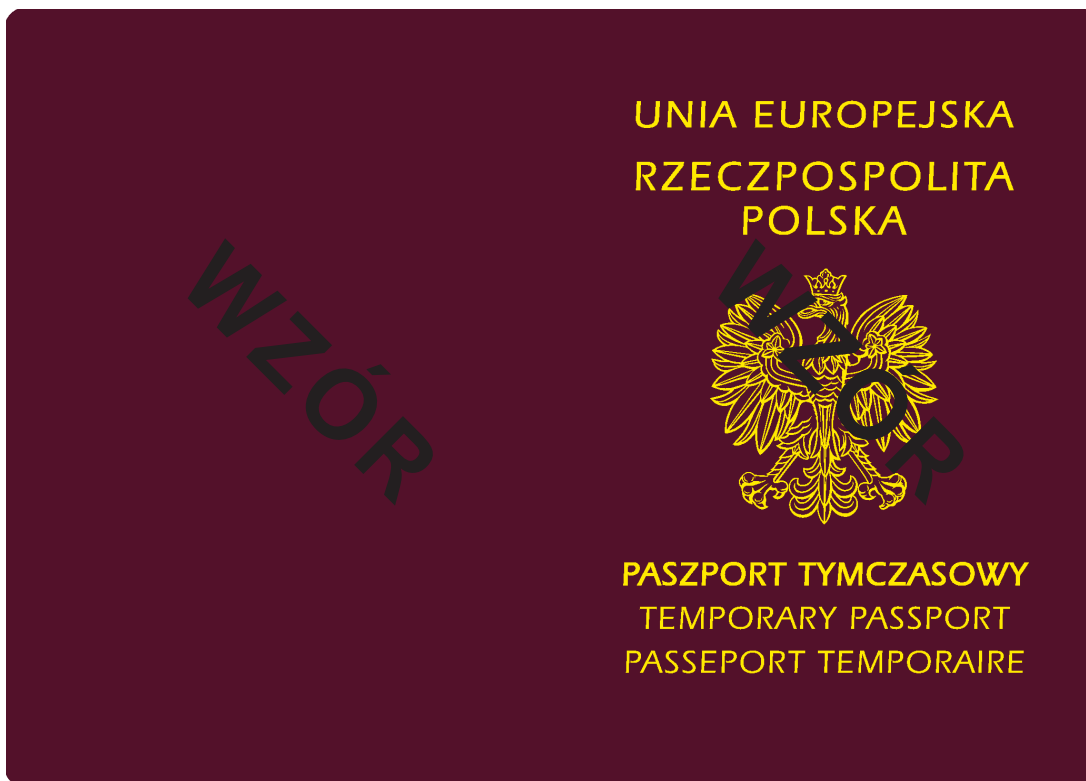 UNIA EUROPEJSKA
RZECZPOSPOLITA
POLSKA
WZÓR
WZÓR
PASZPORT TYMCZASOWY
TEMPORARY PASSPORT
PASSEPORT TEMPORAIRE